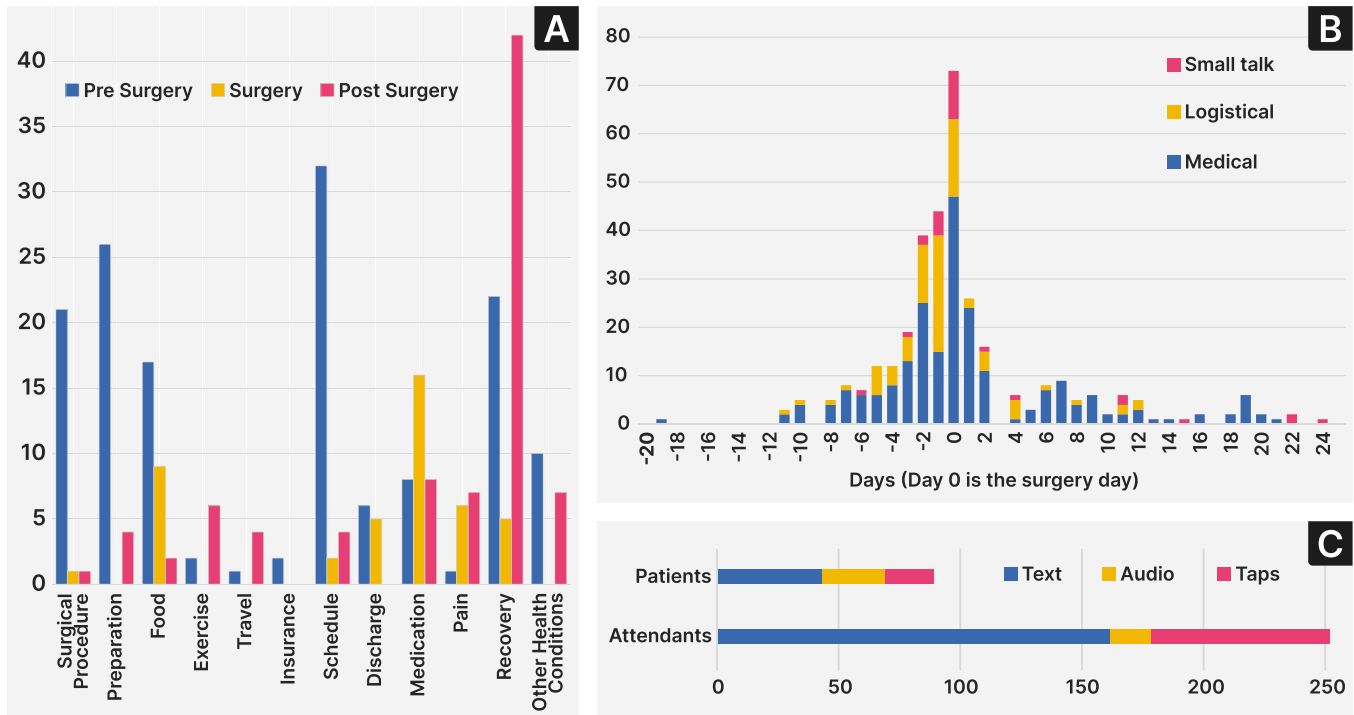 A
40
35
30
25
20
15
10
5
0
Pre Surgery Surgery Post Surgery
Surgical
Procedure
Preparation
Food
Exercise
Travel
Insurance
Schedule
Discharge
Medication
Pain
Recovery
Other Health
Conditions
B
80
70
60
50
40
30
20
10
0
Small talk
Logistical
Medical
-20 -18 -16 -14 -12 -10 -8 -6 -4 -2 0 2 4 6 8 10 12 14 16 18 20 22 24
Days (Day 0 is the surgery day)
C
Text Audio Taps
Patients
Attendants
0 50 100 150 200 250